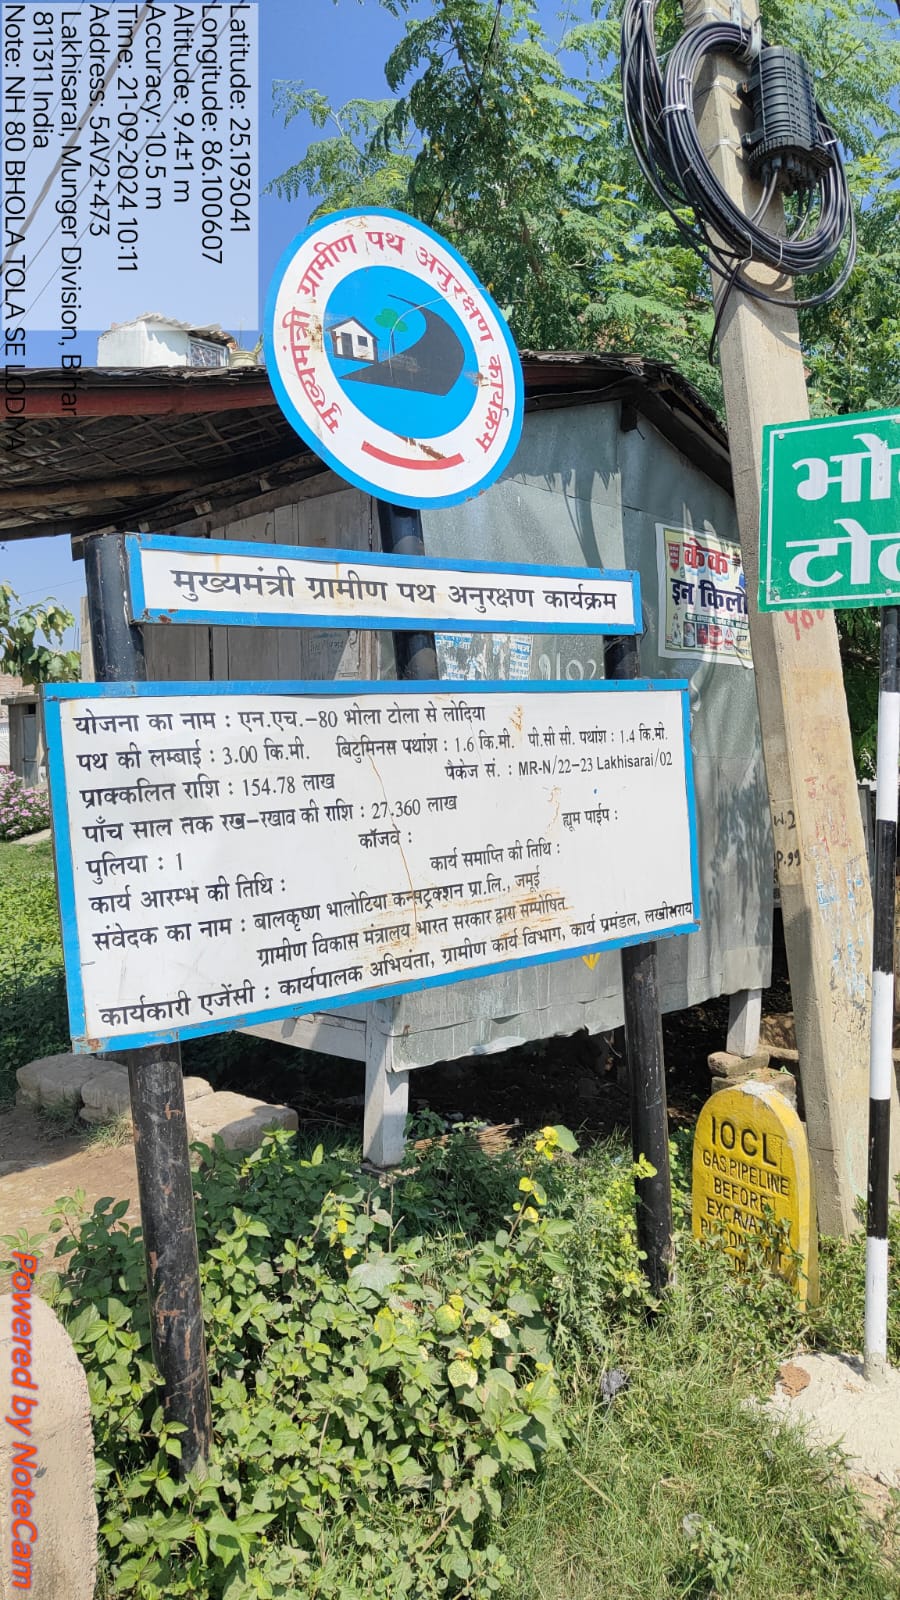 Latitude: 25.193041
Longitude: 86.100607
Altitude: 9.4±1 m
Accuracy: 10.5 m
Time: 21-09-2024 10:11
Address: 54V2+473
Lakhisarai, Munger Division, Bihar
811311 India
Note: NH 80 BHOLA TOLA SE LODIYA
मुख्यमंत्री ग्रामीण पथ अनुरक्षण कार्यक्रम
मुख्यमंत्री ग्रामीण पथ अनुरक्षण कार्यक्रम
योजना का नाम : एन.एच.-80 भोला टोला से लोदिया
पथ की लम्बाई : 3.00 कि.मी. बिटुमिनस पथांश : 1.6 कि.मी. पी.सी सी. पथांश : 1.4 कि.मी.
प्राक्कलित राशि : 154.78 लाख पैकेज सं. : MR-N/22-23 Lakhisarai/02
पाँच साल तक रख-रखाव की राशि : 27.360 लाख
पुलिया : 1 कॉजवे : ह्यूम पाईप :
कार्य आरम्भ की तिथि : कार्य समाप्ति की तिथि :
संवेदक का नाम : बालकृष्ण भालोटिया कन्सट्रक्शन प्रा.लि., जमूई
ग्रामीण विकास मंत्रालय भारत सरकार द्वारा सम्पोषित
कार्यकारी एजेंसी : कार्यपालक अभियंता, ग्रामीण कार्य विभाग, कार्य प्रमंडल, लखीसराय
केक
इन किलो
IOCL
GAS PIPELINE
BEFORE
Powered by NoteCam